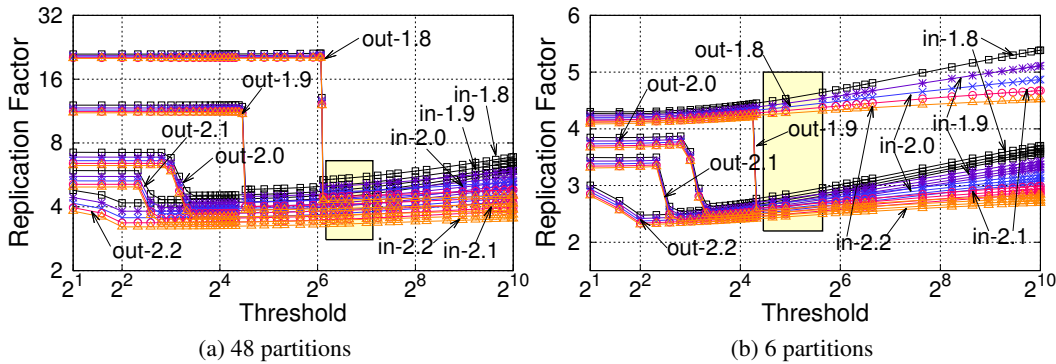 Replication Factor
32
16
8
4
2
out-1.8
out-1.9
out-2.1
out-2.0
out-2.2
in-1.8
in-1.9
in-2.0
in-2.2
in-2.1
2^1 2^2 2^3 2^4 2^6 2^8 2^10
Threshold
(a) 48 partitions
Replication Factor
6
5
4
3
2
out-1.8
in-1.8
out-2.0
out-1.9
in-1.9
out-2.1
in-2.0
out-2.2
in-2.2
in-2.1
2^1 2^2 2^3 2^4 2^6 2^8 2^10
Threshold
(b) 6 partitions